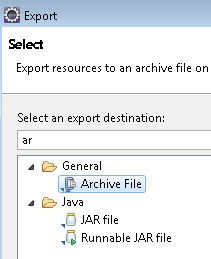 Export
Select
Export resources to an archive file on
Select an export destination:
ar
General
Archive File
Java
JAR file
Runnable JAR file